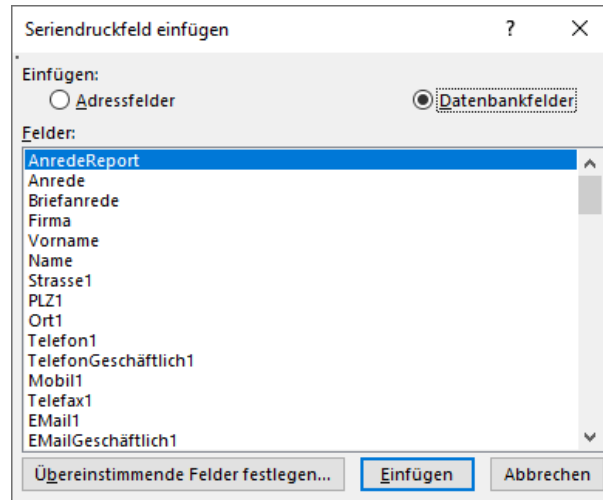 Seriendruckfeld einfügen ?
Einfügen:
Adressfelder Datenbankfelder
Felder:
AnredeReport
Anrede
Briefanrede
Firma
Vorname
Name
Strasse1
PLZ1
Ort1
Telefon1
TelefonGeschäftlich1
Mobil1
Telefax1
EMail1
EMailGeschäftlich1
Übereinstimmende Felder festlegen... Einfügen Abbrechen